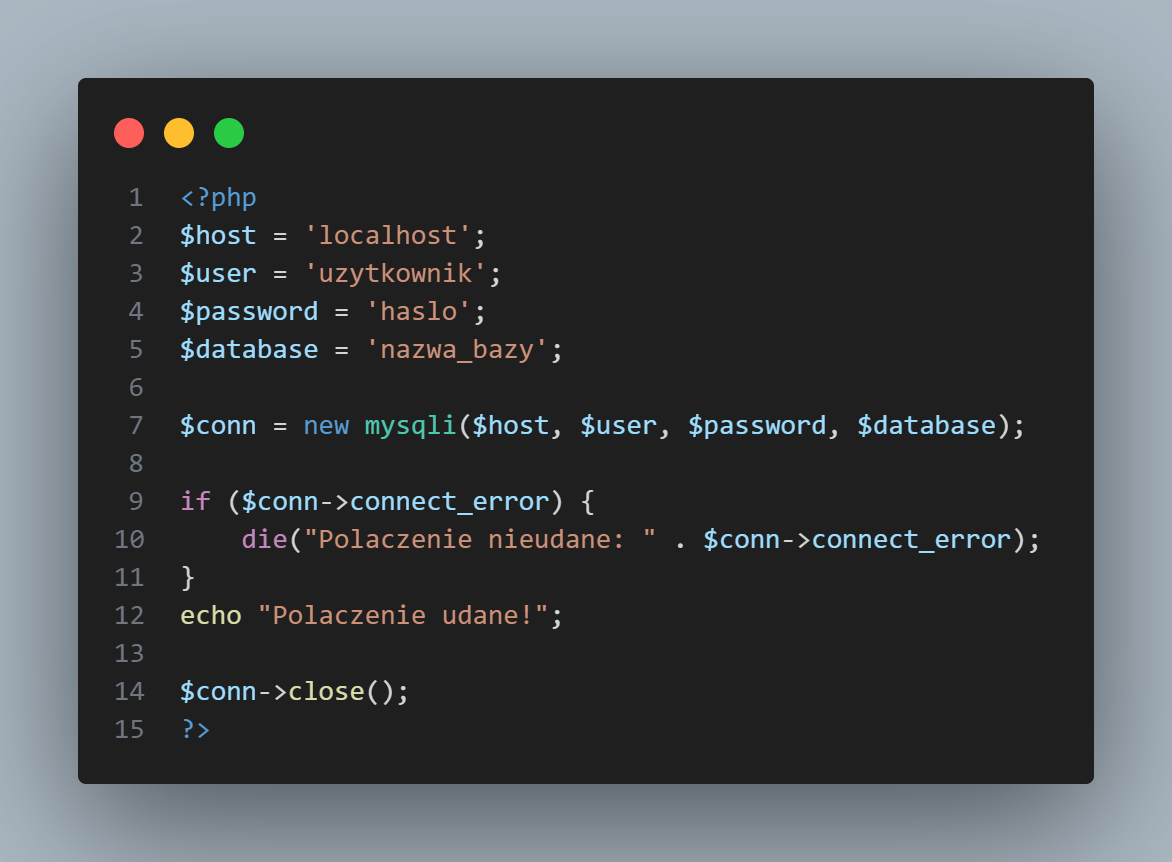 1 <?php
2 $host = 'localhost';
3 $user = 'uzytkownik';
4 $password = 'haslo';
5 $database = 'nazwa_bazy';
6
7 $conn = new mysqli($host, $user, $password, $database);
8
9 if ($conn->connect_error) {
10     die("Polaczenie nieudane: " . $conn->connect_error);
11 }
12 echo "Polaczenie udane!";
13
14 $conn->close();
15 ?>